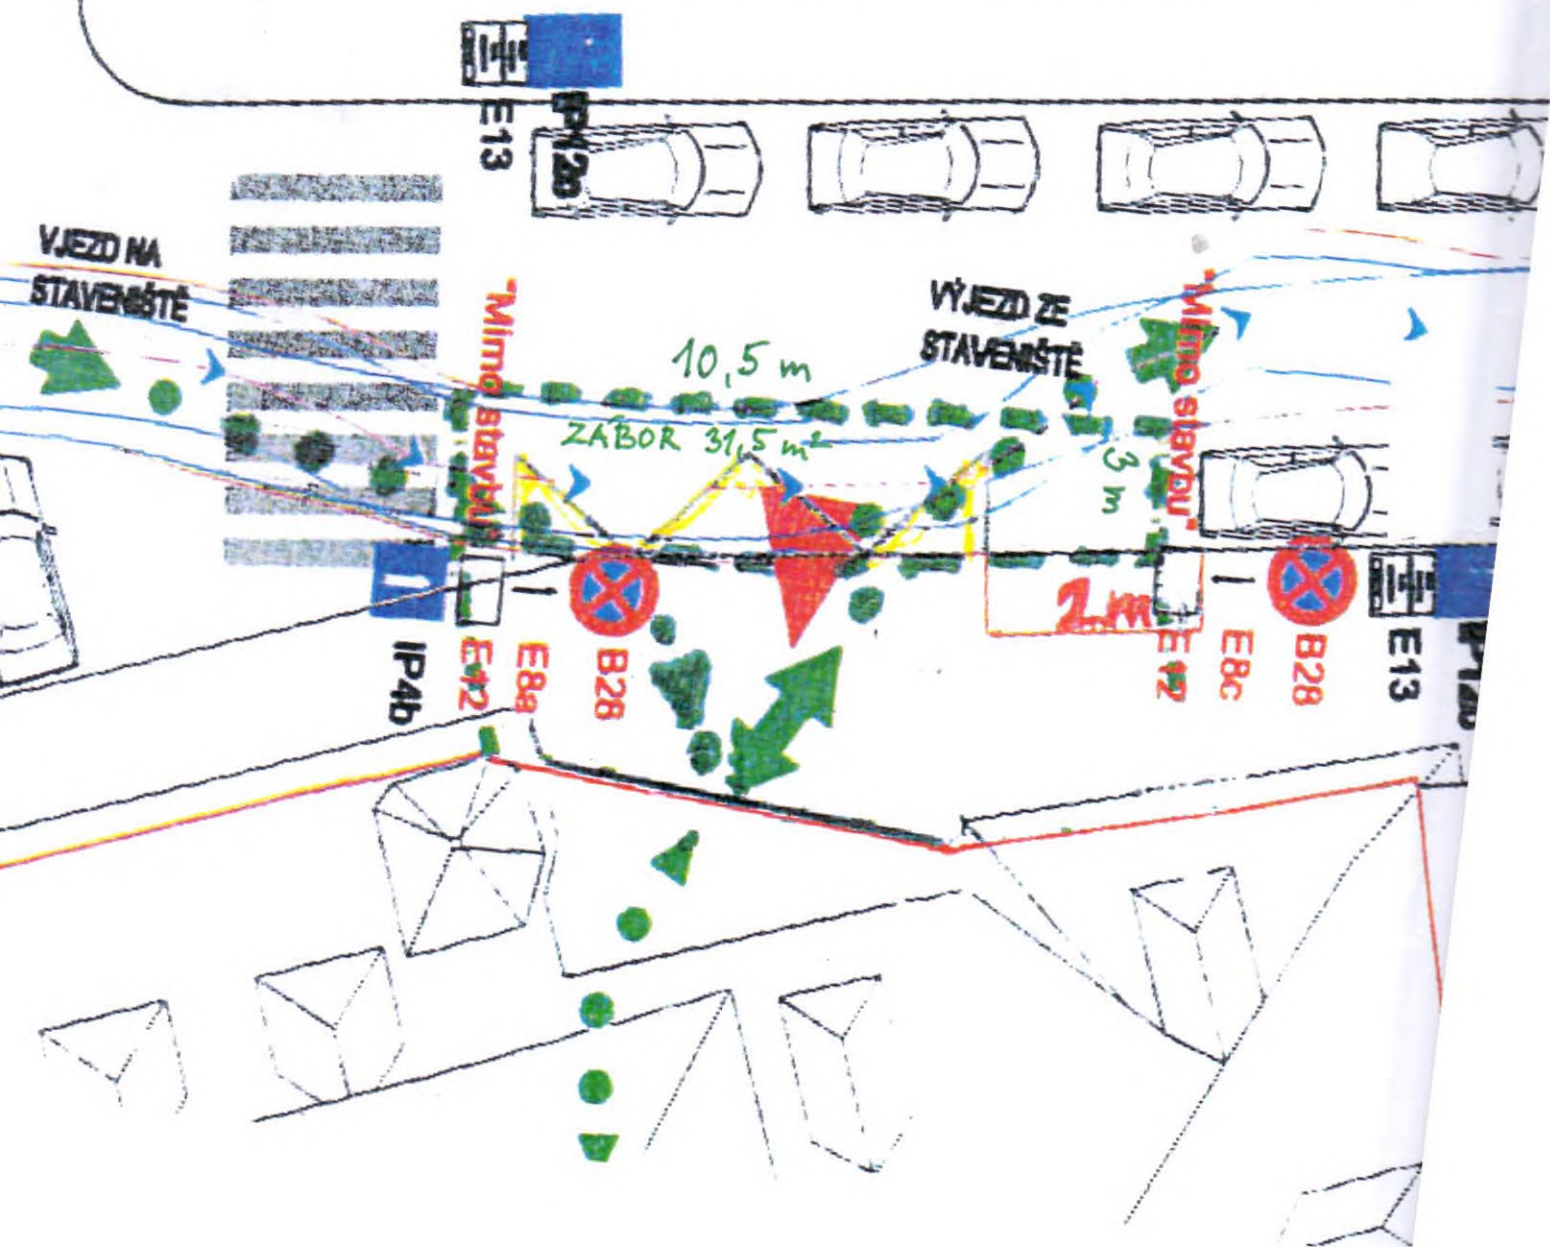 E13
VJEZD NA
STAVENIŠTĚ
"Mimo stavbu"
10,5 m
ZÁBOR 31,5 m²
VÝJEZD ZE
STAVENIŠTĚ
"Mimo stavbu"
3 m
2 m
IP4b
E12
E8a
B28
E12
E8c
B28
E13